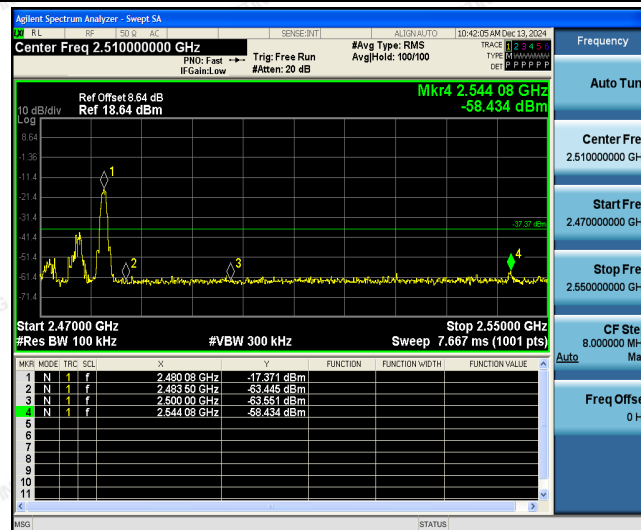 Agilent Spectrum Analyzer - Swept SA
LXI RL RF 50 Ω AC SENSE:INT ALIGN AUTO 10:42:05 AM Dec 13, 2024
Center Freq 2.510000000 GHz
PNO: Fast
IFGain:Low
Trig: Free Run
#Atten: 20 dB
#Avg Type: RMS
Avg|Hold: 100/100
TRACE 1 2 3 4 5 6
TYPE M
DET P P P P P P
Frequency
Auto Tun
Center Fre
2.510000000 GH
Start Fre
2.470000000 GH
Stop Fre
2.550000000 GH
CF Ste
8.000000 MH
Auto Ma
Freq Offse
0 H
Mkr4 2.544 08 GHz
-58.434 dBm
Ref Offset 8.64 dB
10 dB/div Ref 18.64 dBm
Log
8.64
-1.36
-11.4
-21.4
-31.4
-41.4
-51.4
-61.4
-71.4
1
2
3
4
-37.37 dBm
Start 2.47000 GHz Stop 2.55000 GHz
#Res BW 100 kHz #VBW 300 kHz Sweep 7.667 ms (1001 pts)
MKR MODE TRC SCL X Y FUNCTION FUNCTION WIDTH FUNCTION VALUE
1 N 1 f 2.480 08 GHz -17.371 dBm
2 N 1 f 2.483 50 GHz -63.445 dBm
3 N 1 f 2.500 00 GHz -63.551 dBm
4 N 1 f 2.544 08 GHz -58.434 dBm
5
6
7
8
9
10
11
MSG STATUS